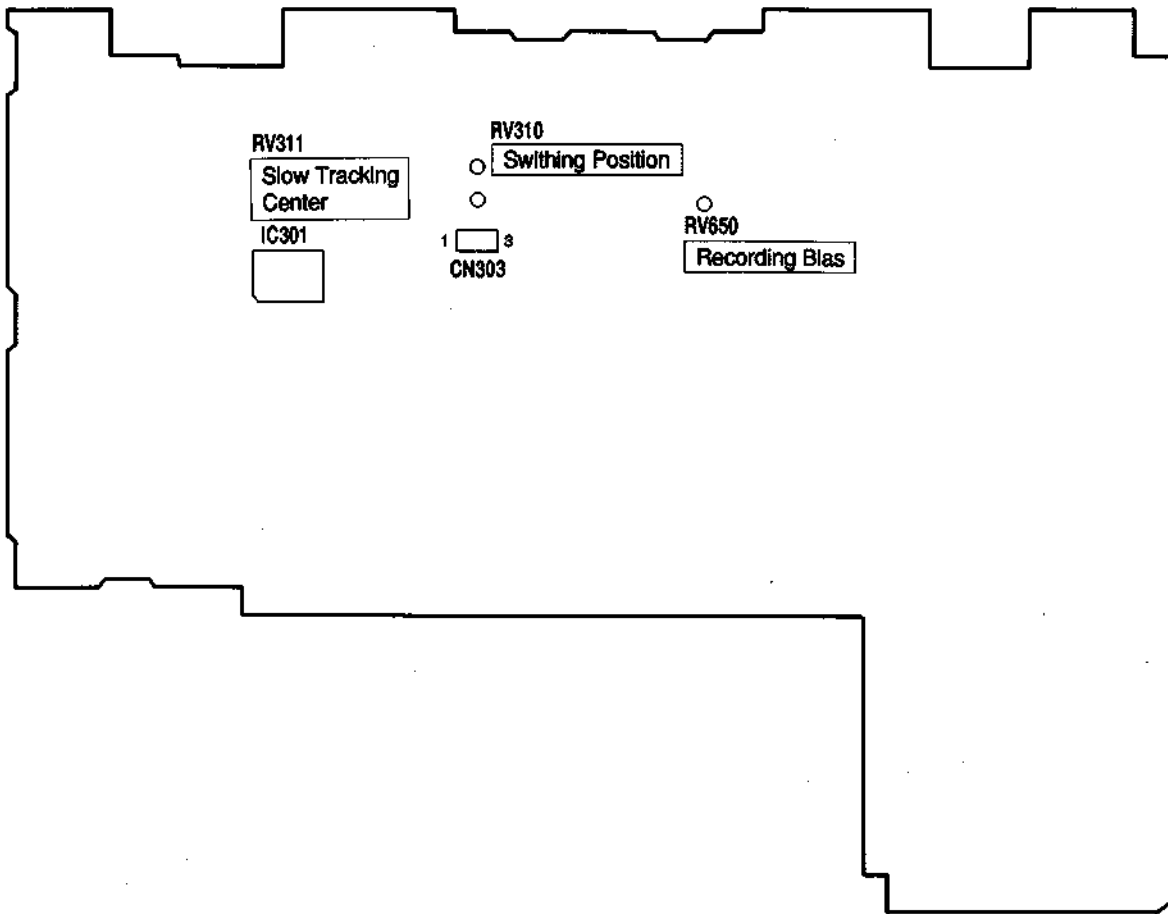 RV310
Swithing Position
RV311
Slow Tracking
Center
RV650
Recording Bias
IC301
1 3
CN303